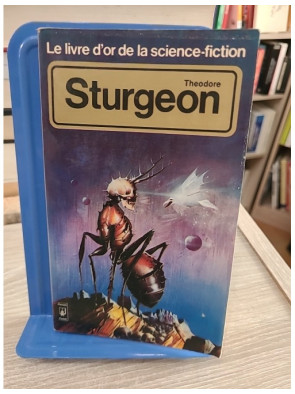 Le livre d'or de la science-fiction
Theodore
Sturgeon